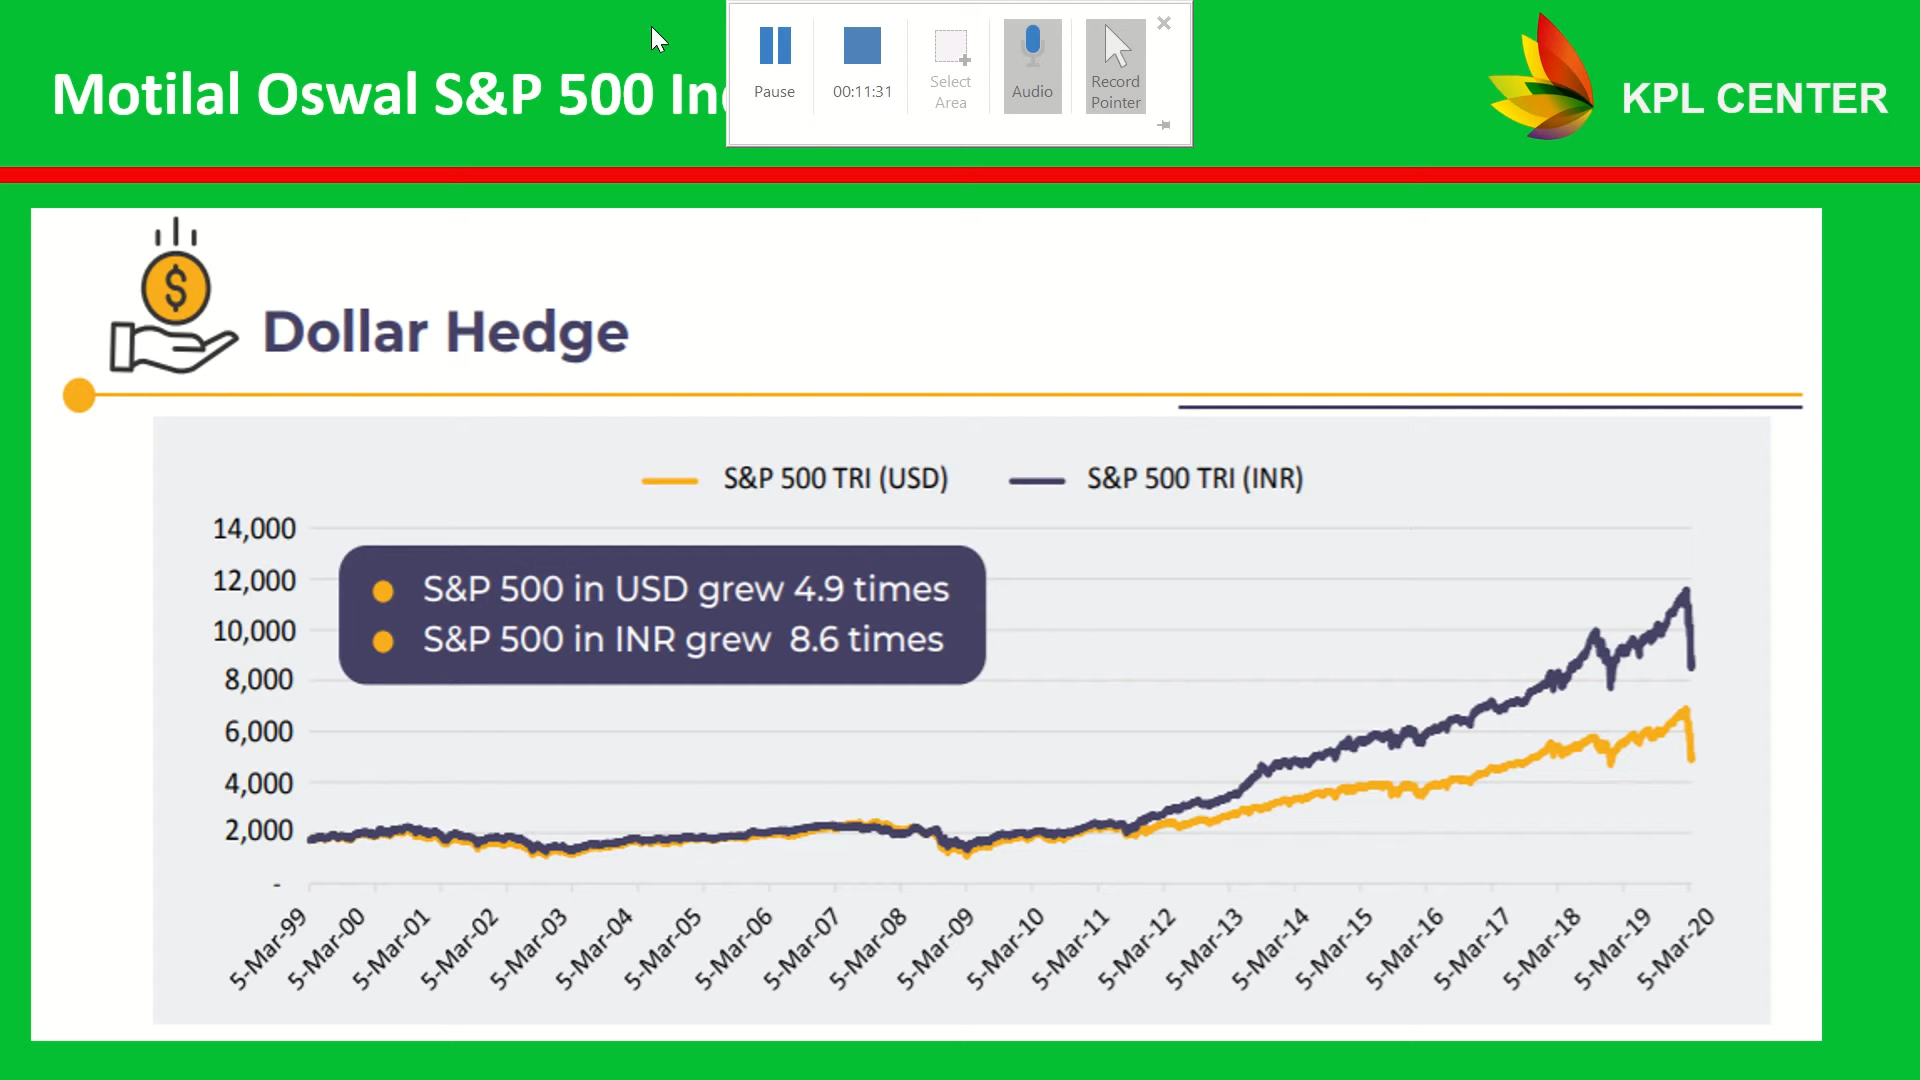 Motilal Oswal S&P 500 In
Pause
00:11:31
Select
Area
Audio
Record
Pointer
KPL CENTER
$
Dollar Hedge
S&P 500 TRI (USD)
S&P 500 TRI (INR)
14,000
12,000
10,000
8,000
6,000
4,000
2,000
-
S&P 500 in USD grew 4.9 times
S&P 500 in INR grew 8.6 times
5-Mar-99
5-Mar-00
5-Mar-01
5-Mar-02
5-Mar-03
5-Mar-04
5-Mar-05
5-Mar-06
5-Mar-07
5-Mar-08
5-Mar-09
5-Mar-10
5-Mar-11
5-Mar-12
5-Mar-13
5-Mar-14
5-Mar-15
5-Mar-16
5-Mar-17
5-Mar-18
5-Mar-19
5-Mar-20